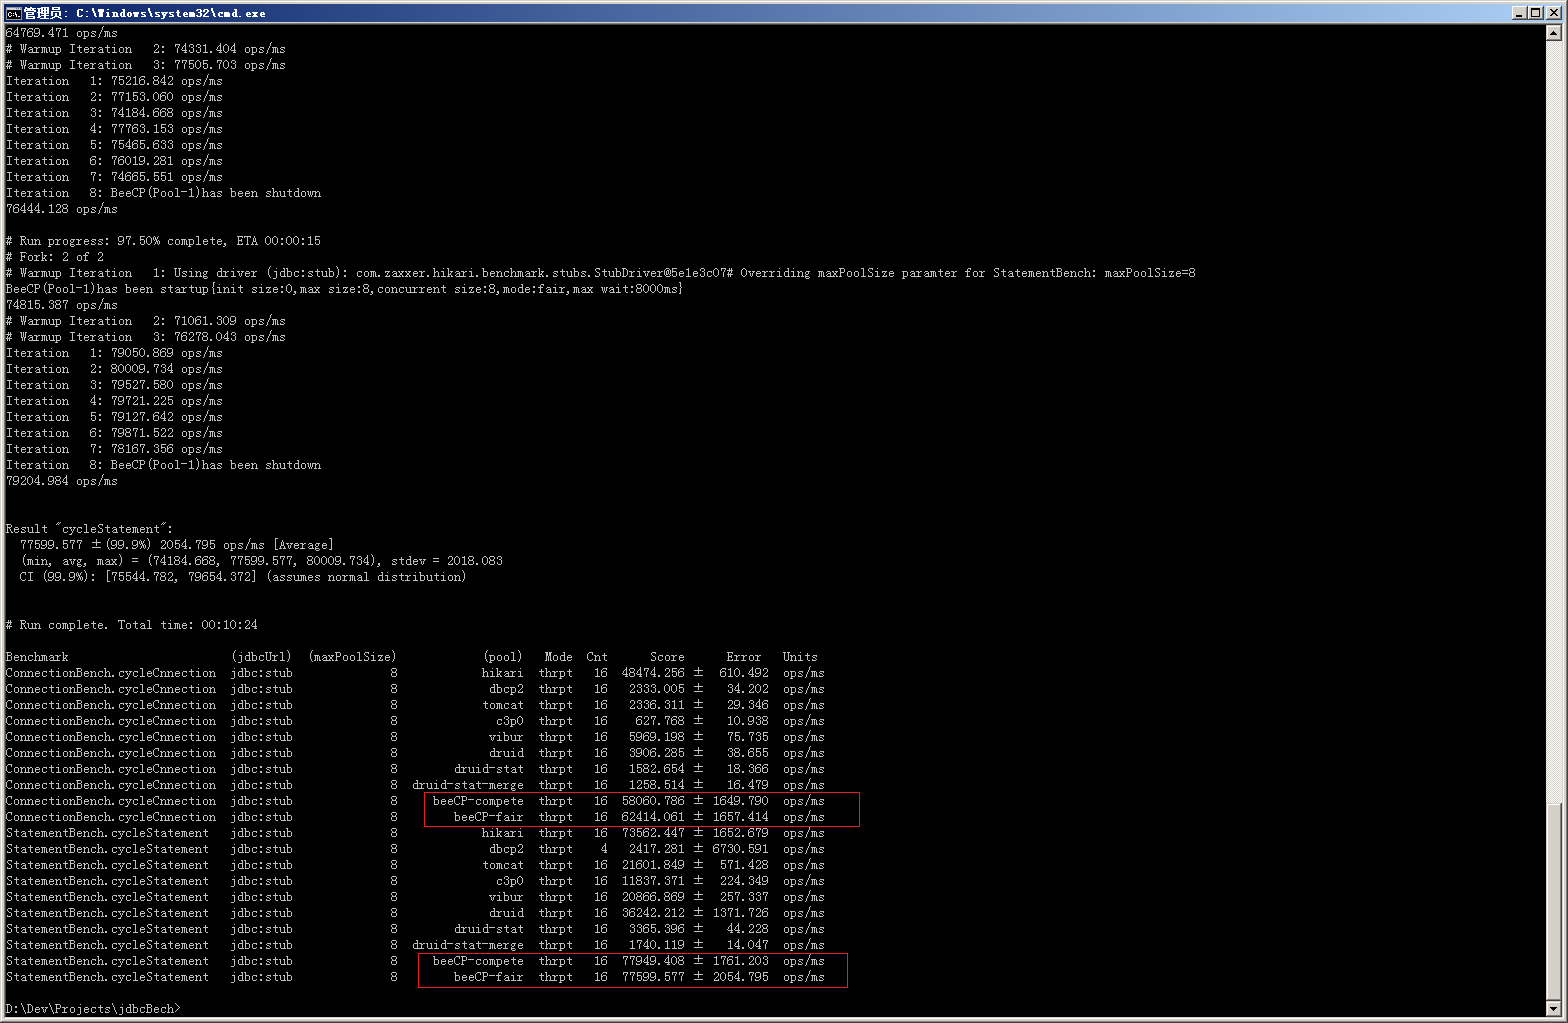 管理员: C:\Windows\system32\cmd.exe
64769.471 ops/ms
# Warmup Iteration   2: 74331.404 ops/ms
# Warmup Iteration   3: 77505.703 ops/ms
Iteration   1: 75216.842 ops/ms
Iteration   2: 77153.060 ops/ms
Iteration   3: 74184.668 ops/ms
Iteration   4: 77763.153 ops/ms
Iteration   5: 75465.633 ops/ms
Iteration   6: 76019.281 ops/ms
Iteration   7: 74665.551 ops/ms
Iteration   8: BeeCP(Pool-1)has been shutdown
76444.128 ops/ms
# Run progress: 97.50% complete, ETA 00:00:15
# Fork: 2 of 2
# Warmup Iteration   1: Using driver (jdbc:stub): com.zaxxer.hikari.benchmark.stubs.StubDriver@5e1e3c07# Overriding maxPoolSize paramter for StatementBench: maxPoolSize=8
BeeCP(Pool-1)has been startup{init size:0,max size:8,concurrent size:8,mode:fair,max wait:8000ms}
74815.387 ops/ms
# Warmup Iteration   2: 71061.309 ops/ms
# Warmup Iteration   3: 76278.043 ops/ms
Iteration   1: 79050.869 ops/ms
Iteration   2: 80009.734 ops/ms
Iteration   3: 79527.580 ops/ms
Iteration   4: 79721.225 ops/ms
Iteration   5: 79127.642 ops/ms
Iteration   6: 79871.522 ops/ms
Iteration   7: 78167.356 ops/ms
Iteration   8: BeeCP(Pool-1)has been shutdown
79204.984 ops/ms
Result "cycleStatement":
77599.577 ±(99.9%) 2054.795 ops/ms [Average]
(min, avg, max) = (74184.668, 77599.577, 80009.734), stdev = 2018.083
CI (99.9%): [75544.782, 79654.372] (assumes normal distribution)
# Run complete. Total time: 00:10:24
Benchmark (jdbcUrl) (maxPoolSize) (pool) Mode Cnt Score Error Units
ConnectionBench.cycleCnnection jdbc:stub 8 hikari thrpt 16 48474.256 ± 610.492 ops/ms
ConnectionBench.cycleCnnection jdbc:stub 8 dbcp2 thrpt 16 2333.005 ± 34.202 ops/ms
ConnectionBench.cycleCnnection jdbc:stub 8 tomcat thrpt 16 2336.311 ± 29.346 ops/ms
ConnectionBench.cycleCnnection jdbc:stub 8 c3p0 thrpt 16 627.768 ± 10.938 ops/ms
ConnectionBench.cycleCnnection jdbc:stub 8 vibur thrpt 16 5969.198 ± 75.735 ops/ms
ConnectionBench.cycleCnnection jdbc:stub 8 druid thrpt 16 3906.285 ± 38.655 ops/ms
ConnectionBench.cycleCnnection jdbc:stub 8 druid-stat thrpt 16 1582.654 ± 18.366 ops/ms
ConnectionBench.cycleCnnection jdbc:stub 8 druid-stat-merge thrpt 16 1258.514 ± 16.479 ops/ms
ConnectionBench.cycleCnnection jdbc:stub 8 beeCP-compete thrpt 16 58060.786 ± 1649.790 ops/ms
ConnectionBench.cycleCnnection jdbc:stub 8 beeCP-fair thrpt 16 62414.061 ± 1657.414 ops/ms
StatementBench.cycleStatement jdbc:stub 8 hikari thrpt 16 73562.447 ± 1652.679 ops/ms
StatementBench.cycleStatement jdbc:stub 8 dbcp2 thrpt 4 2417.281 ± 6730.591 ops/ms
StatementBench.cycleStatement jdbc:stub 8 tomcat thrpt 16 21601.849 ± 571.428 ops/ms
StatementBench.cycleStatement jdbc:stub 8 c3p0 thrpt 16 11837.371 ± 224.349 ops/ms
StatementBench.cycleStatement jdbc:stub 8 vibur thrpt 16 20866.869 ± 257.337 ops/ms
StatementBench.cycleStatement jdbc:stub 8 druid thrpt 16 36242.212 ± 1371.726 ops/ms
StatementBench.cycleStatement jdbc:stub 8 druid-stat thrpt 16 3365.396 ± 44.228 ops/ms
StatementBench.cycleStatement jdbc:stub 8 druid-stat-merge thrpt 16 1740.119 ± 14.047 ops/ms
StatementBench.cycleStatement jdbc:stub 8 beeCP-compete thrpt 16 77949.408 ± 1761.203 ops/ms
StatementBench.cycleStatement jdbc:stub 8 beeCP-fair thrpt 16 77599.577 ± 2054.795 ops/ms
D:\Dev\Projects\jdbcBech>